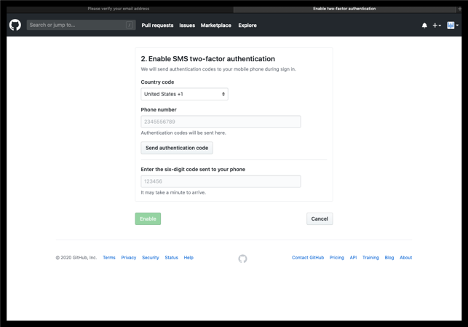 Please verify your email address
Enable two-factor authentication
Search or jump to... /
Pull requests Issues Marketplace Explore
2. Enable SMS two-factor authentication
We will send authentication codes to your mobile phone during sign in.
Country code
United States +1
Phone number
2345556789
Authentication codes will be sent here.
Send authentication code
Enter the six-digit code sent to your phone
123456
It may take a minute to arrive.
Enable
Cancel
© 2020 GitHub, Inc. Terms Privacy Security Status Help
Contact GitHub Pricing API Training Blog About